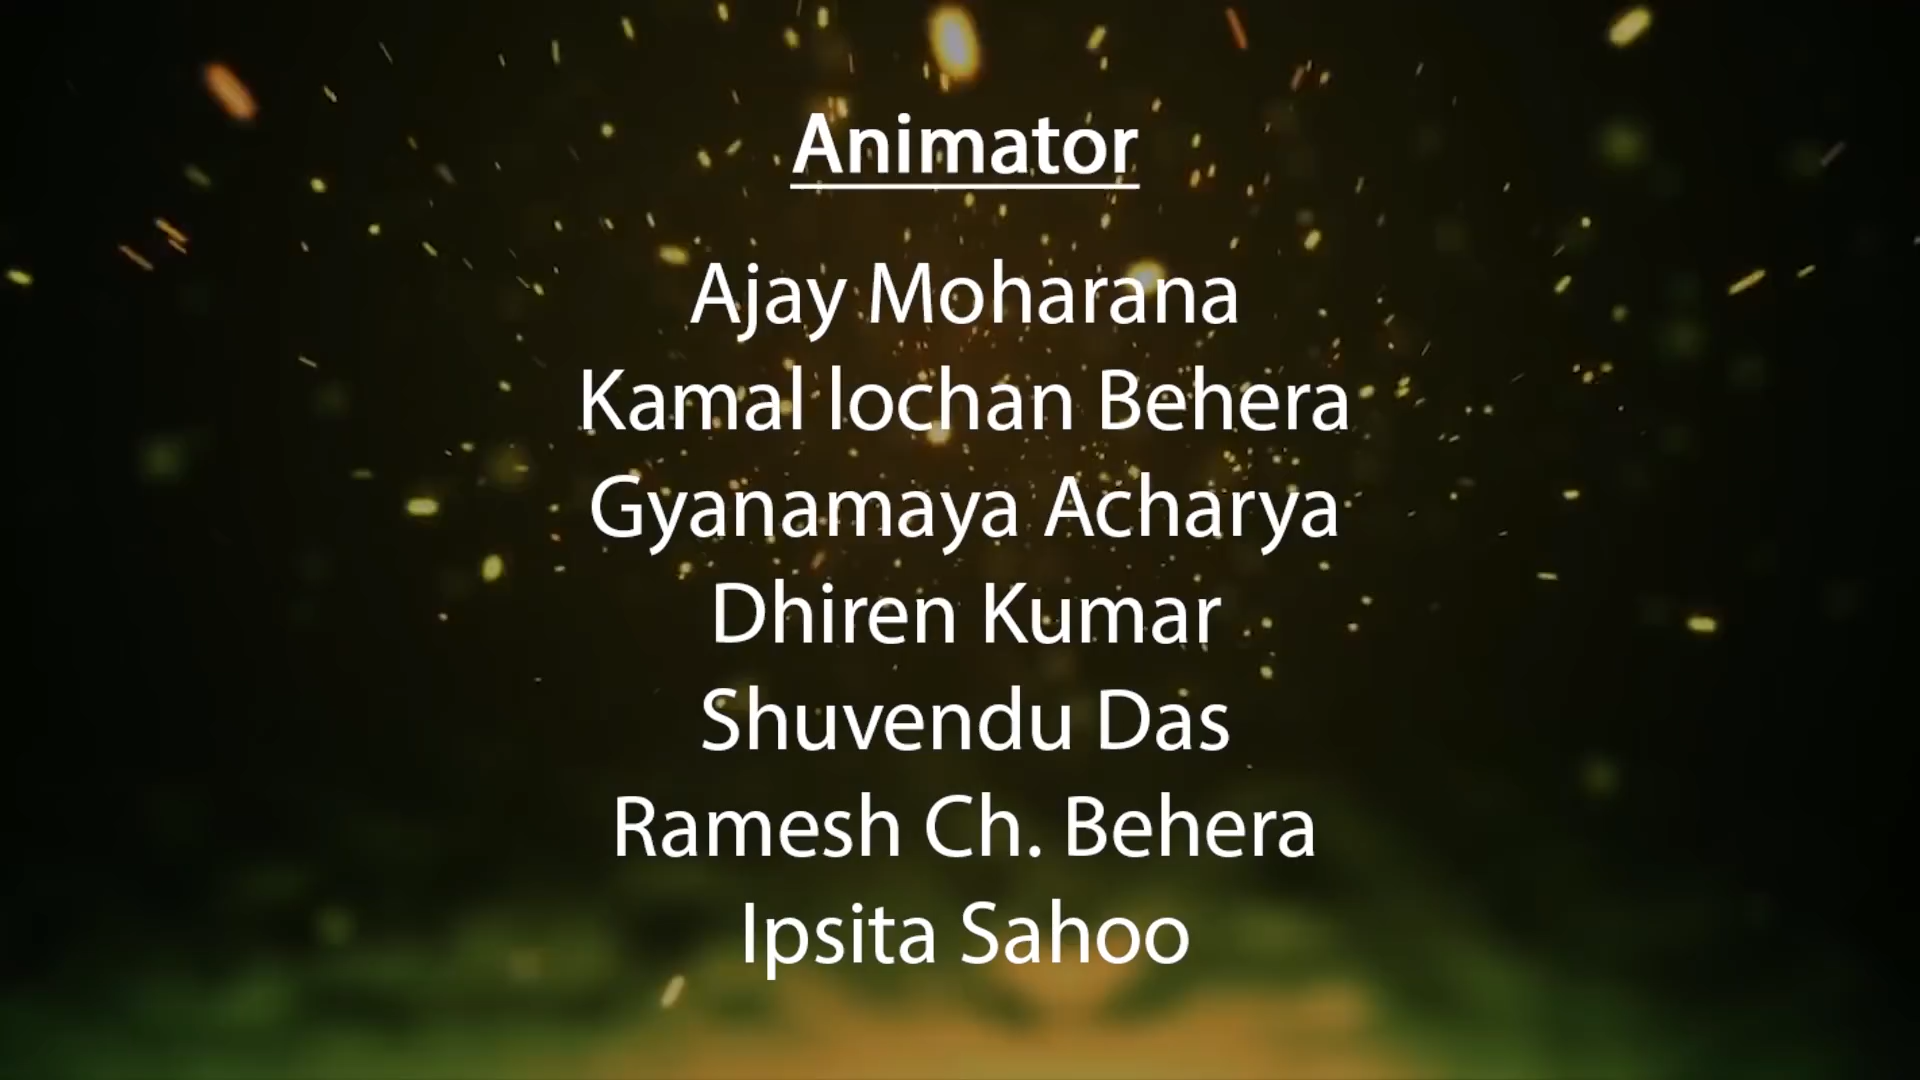 Animator
Ajay Moharana
Kamal lochan Behera
Gyanamaya Acharya
Dhiren Kumar
Shuvendu Das
Ramesh Ch. Behera
Ipsita Sahoo